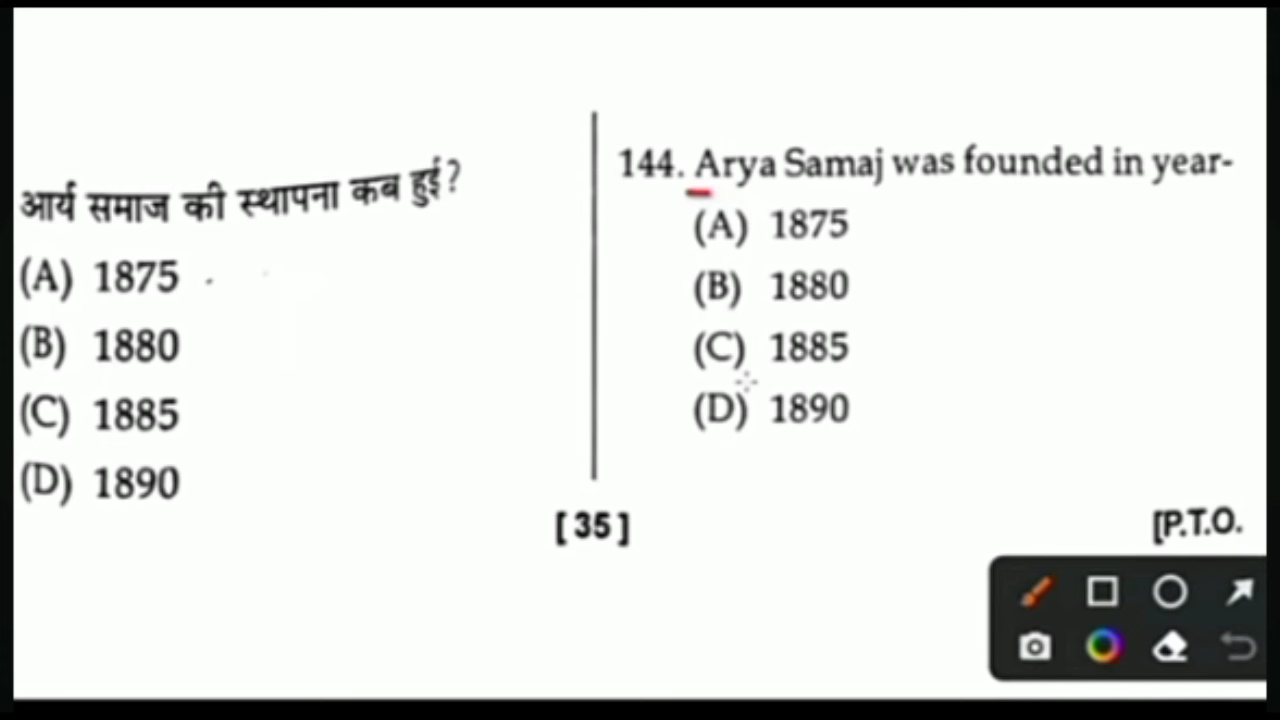 आर्य समाज की स्थापना कब हुई?
(A) 1875
(B) 1880
(C) 1885
(D) 1890
144. Arya Samaj was founded in year-
(A) 1875
(B) 1880
(C) 1885
(D) 1890
[ 35 ]
[P.T.O.